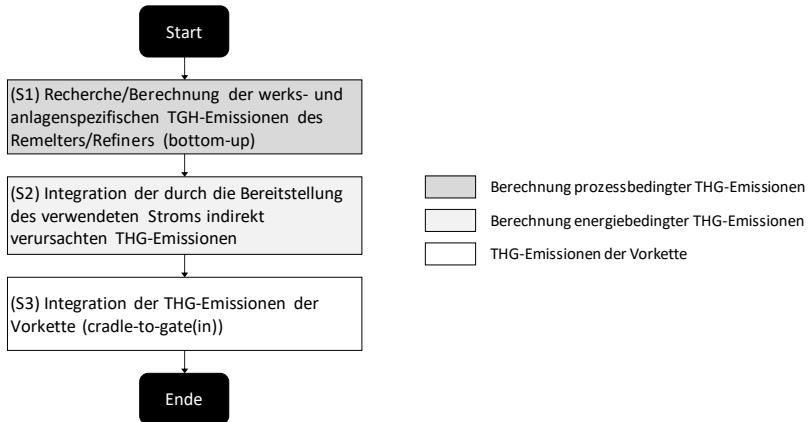 Start
(S1) Recherche/Berechnung der werks- und
anlagenspezifischen TGH-Emissionen des
Remelters/Refiners (bottom-up)
(S2) Integration der durch die Bereitstellung
des verwendeten Stroms indirekt
verursachten THG-Emissionen
(S3) Integration der THG-Emissionen der
Vorkette (cradle-to-gate(in))
Ende
Berechnung prozessbedingter THG-Emissionen
Berechnung energiebedingter THG-Emissionen
THG-Emissionen der Vorkette